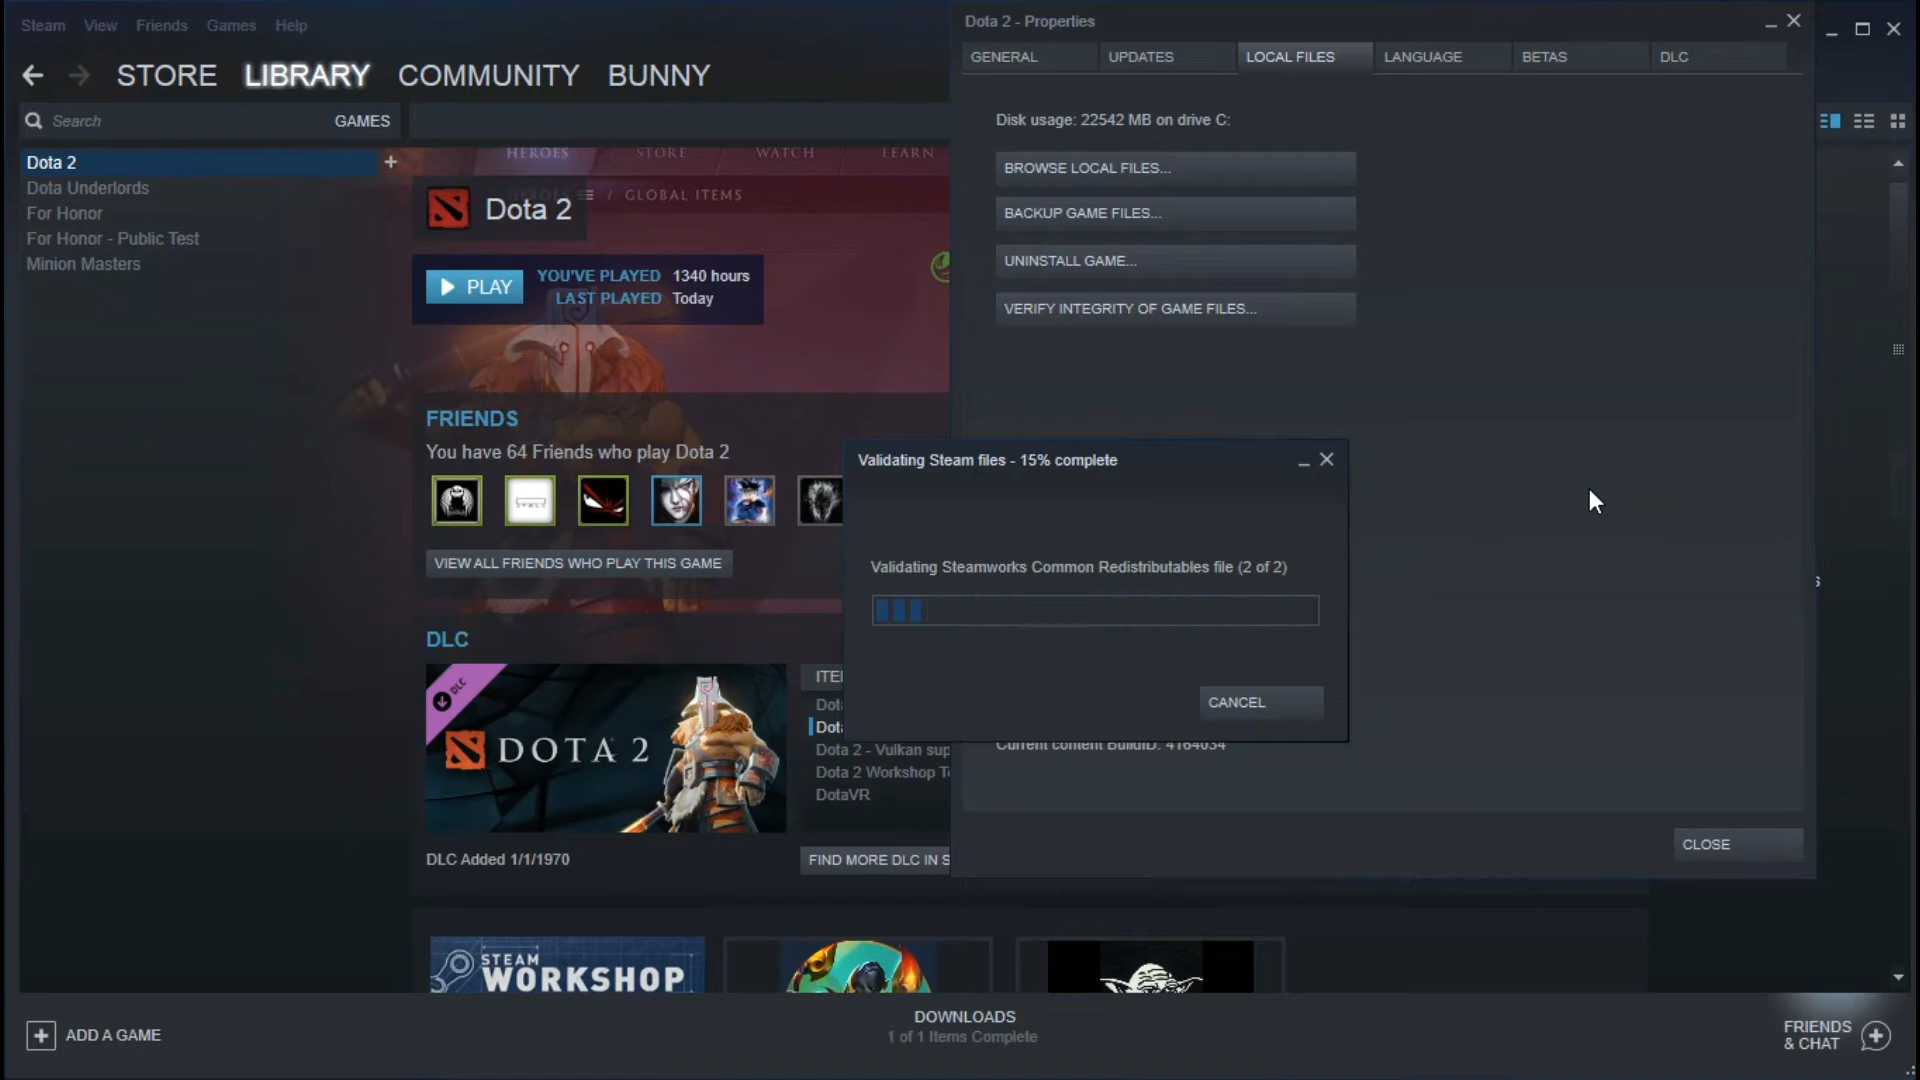 Steam View Friends Games Help
STORE LIBRARY COMMUNITY BUNNY
Search GAMES
Dota 2
Dota Underlords
For Honor
For Honor - Public Test
Minion Masters
HEROES STORE WATCH LEARN
/ GLOBAL ITEMS
Dota 2
PLAY
YOU'VE PLAYED 1340 hours
LAST PLAYED Today
FRIENDS
You have 64 Friends who play Dota 2
VIEW ALL FRIENDS WHO PLAY THIS GAME
DLC
DLC
DOTA 2
DLC Added 1/1/1970
Dota 2 - Vulkan
Dota 2 Workshop
DotaVR
FIND MORE DLC IN
STEAM
WORKSHOP
Dota 2 - Properties
GENERAL UPDATES LOCAL FILES LANGUAGE BETAS DLC
Disk usage: 22542 MB on drive C:
BROWSE LOCAL FILES...
BACKUP GAME FILES...
UNINSTALL GAME...
VERIFY INTEGRITY OF GAME FILES...
Validating Steam files - 15% complete
Validating Steamworks Common Redistributables file (2 of 2)
CANCEL
Current content BuildID: 4164034
CLOSE
ADD A GAME
DOWNLOADS
1 of 1 Items Complete
FRIENDS
& CHAT